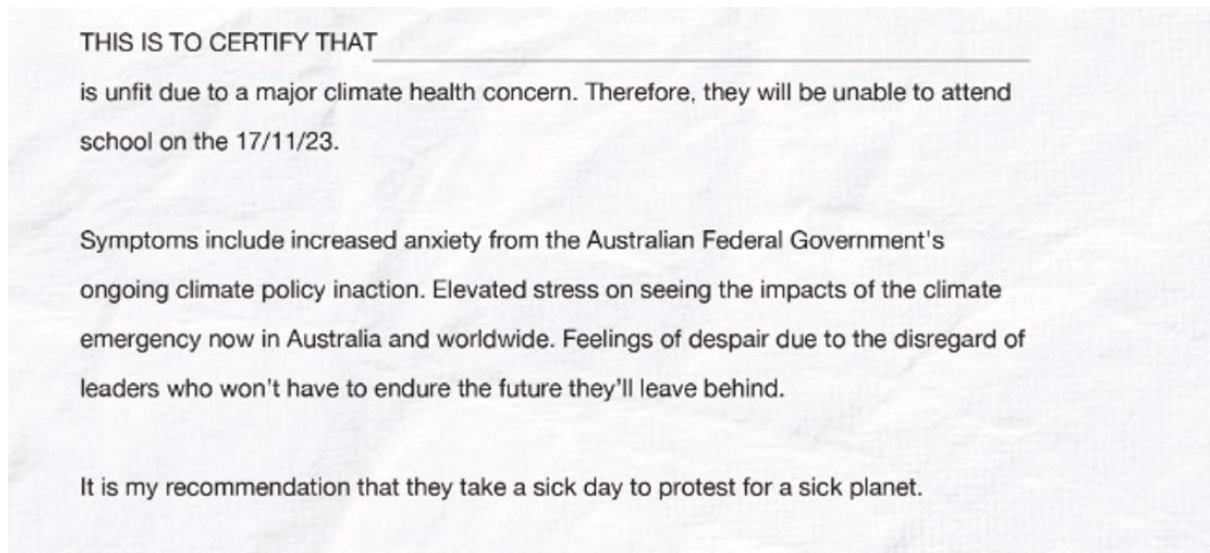 THIS IS TO CERTIFY THAT
is unfit due to a major climate health concern. Therefore, they will be unable to attend
school on the 17/11/23.
Symptoms include increased anxiety from the Australian Federal Government's
ongoing climate policy inaction. Elevated stress on seeing the impacts of the climate
emergency now in Australia and worldwide. Feelings of despair due to the disregard of
leaders who won't have to endure the future they'll leave behind.
It is my recommendation that they take a sick day to protest for a sick planet.